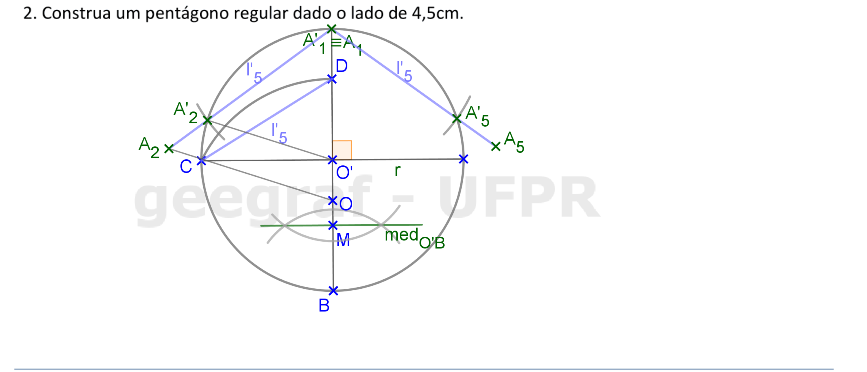 2. Construa um pentágono regular dado o lado de 4,5cm.
A'1≡A1
D
l'5
l'5
A'2
A'5
l'5
A2
A5
C
O'
r
geegraf - UFPR
O
M
medO'B
B